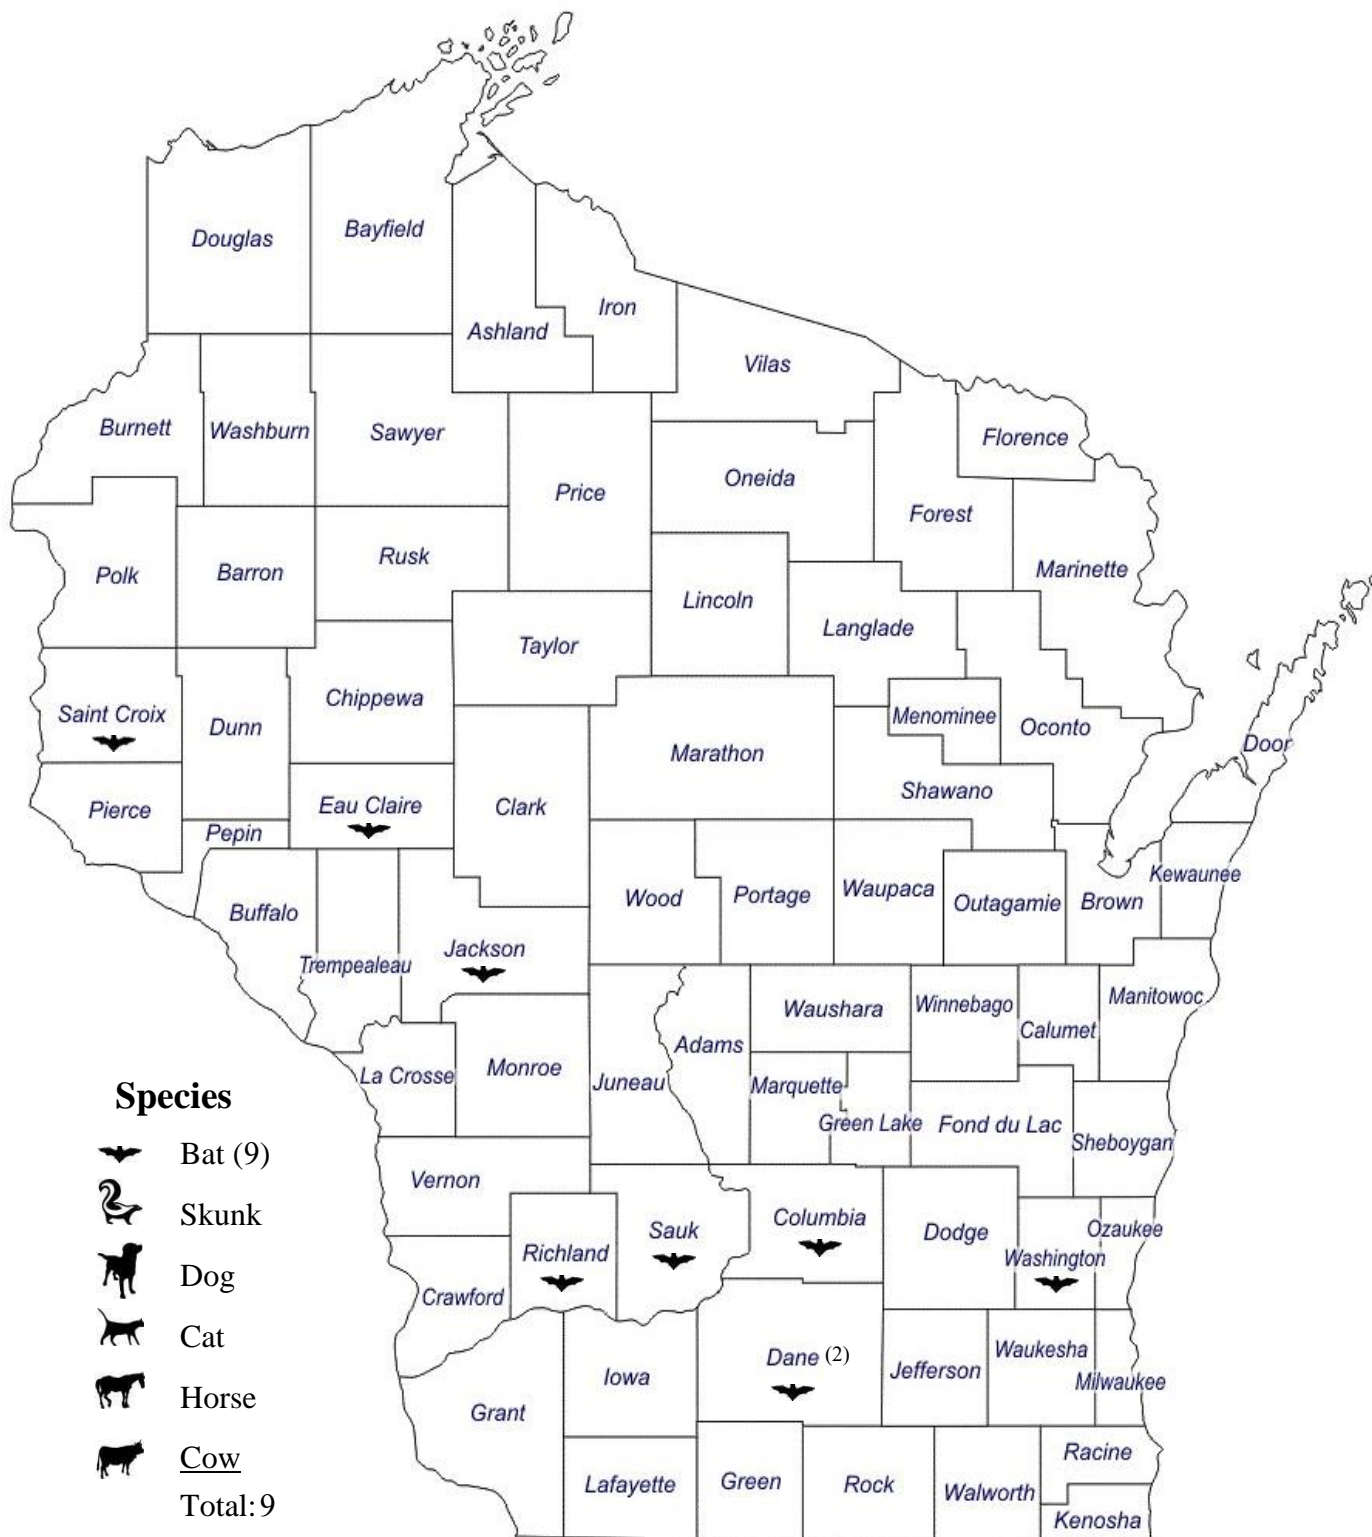 Douglas
Bayfield
Ashland
Iron
Vilas
Burnett
Washburn
Sawyer
Price
Oneida
Florence
Forest
Polk
Barron
Rusk
Lincoln
Marinette
Taylor
Langlade
Saint Croix
Dunn
Chippewa
Marathon
Menominee
Oconto
Door
Pierce
Eau Claire
Clark
Shawano
Pepin
Buffalo
Wood
Portage
Waupaca
Outagamie
Brown
Kewaunee
Trempealeau
Jackson
Waushara
Winnebago
Manitowoc
Calumet
Adams
La Crosse
Monroe
Juneau
Marquette
Green Lake
Fond du Lac
Sheboygan
Vernon
Richland
Sauk
Columbia
Dodge
Ozaukee
Washington
Crawford
Dane (2)
Iowa
Jefferson
Waukesha
Milwaukee
Grant
Lafayette
Green
Rock
Walworth
Racine
Kenosha
Species
Bat (9)
Skunk
Dog
Cat
Horse
Cow
Total: 9